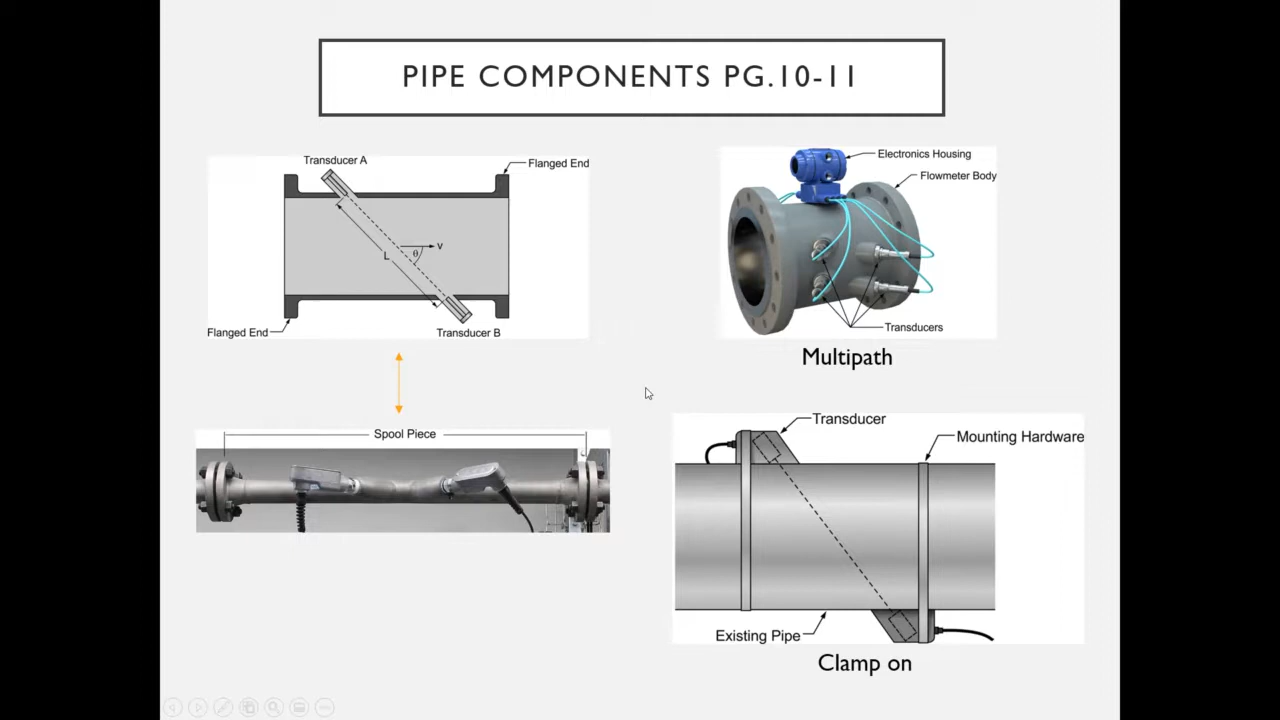 PIPE COMPONENTS PG.10-11
Transducer A
Flanged End
v
θ
L
Flanged End
Transducer B
Electronics Housing
Flowmeter Body
Transducers
Multipath
Spool Piece
Transducer
Mounting Hardware
Existing Pipe
Clamp on